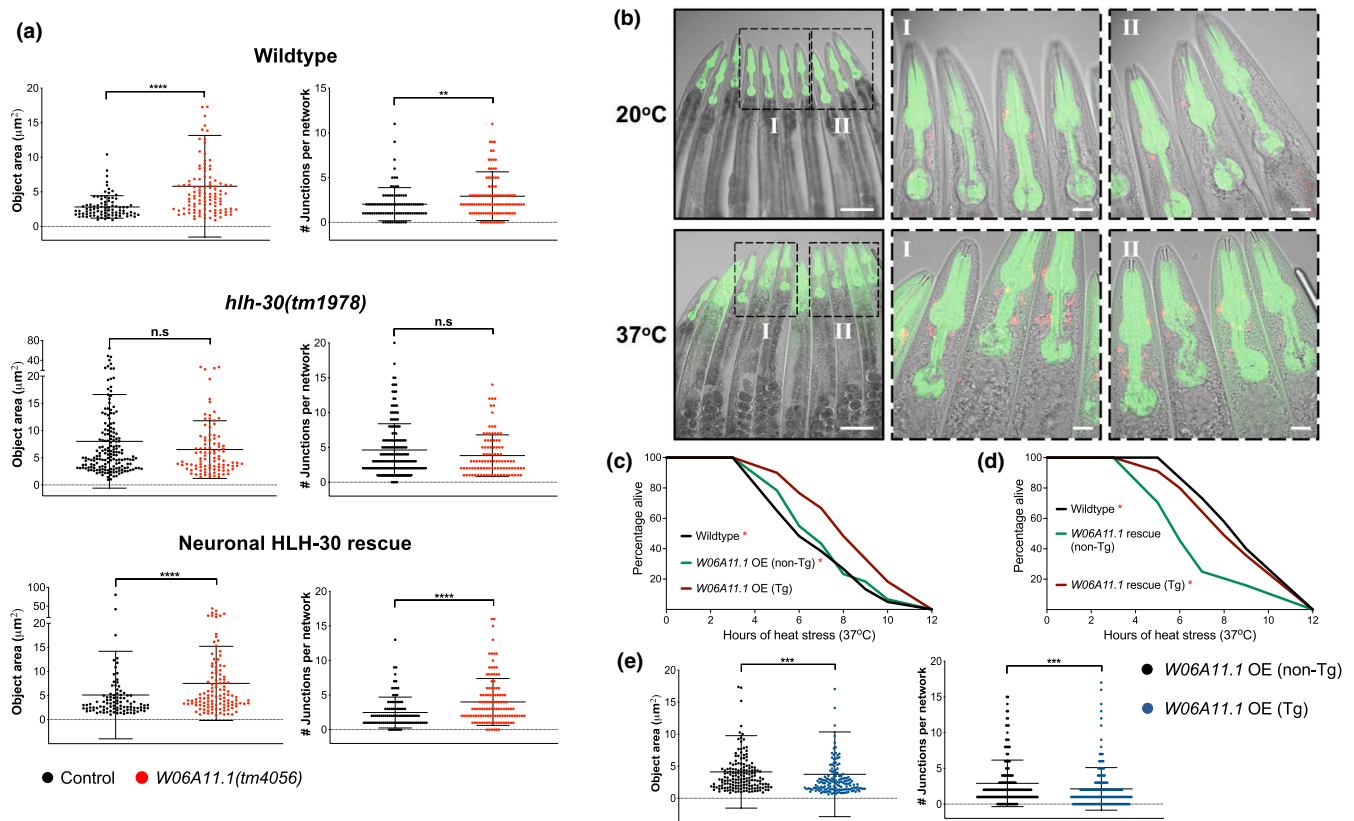 (a)
Wildtype
Object area (μm²)
20
15
10
5
0
****
# Junctions per network
15
10
5
0
**
hlh-30(tm1978)
Object area (μm²)
80
40
20
15
10
5
0
n.s
# Junctions per network
20
15
10
5
0
n.s
Neuronal HLH-30 rescue
Object area (μm²)
100
50
20
15
10
5
0
****
# Junctions per network
20
15
10
5
0
****
Control
W06A11.1(tm4056)
(b)
20°C
I
II
I
II
37°C
I
II
I
II
(c)
Percentage alive
100
80
60
40
20
Wildtype *
W06A11.1 OE (non-Tg) *
W06A11.1 OE (Tg)
0 2 4 6 8 10 12
Hours of heat stress (37°C)
(d)
Percentage alive
100
80
60
40
20
Wildtype *
W06A11.1 rescue
(non-Tg)
W06A11.1 rescue (Tg) *
0 2 4 6 8 10 12
Hours of heat stress (37°C)
(e)
Object area (μm²)
20
15
10
5
0
***
# Junctions per network
20
15
10
5
0
***
W06A11.1 OE (non-Tg)
W06A11.1 OE (Tg)